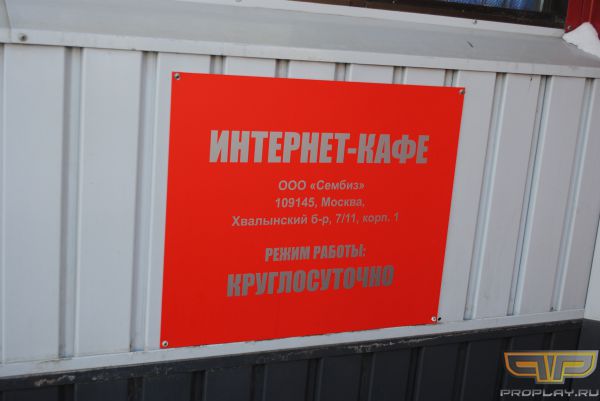 ИНТЕРНЕТ-КАФЕ
ООО «Сембиз»
109145, Москва,
Хвалынский б-р, 7/11, корп. 1
РЕЖИМ РАБОТЫ:
КРУГЛОСУТОЧНО
PROPLAY.RU